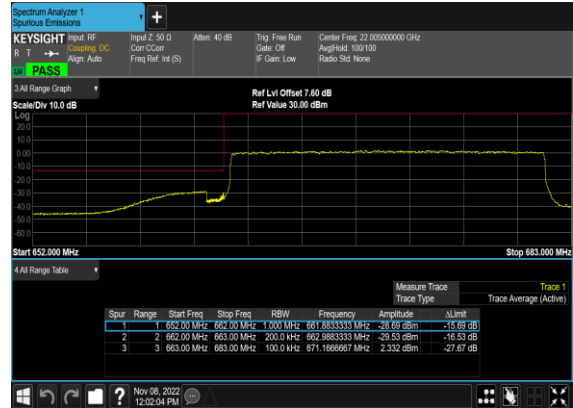 Spectrum Analyzer 1
Spurious Emissions
KEYSIGHT Input: RF Input Z: 50 Ω Atten: 40 dB Trig: Free Run Center Freq: 22.005000000 GHz
R T Coupling: DC Corr CCorr Gate: Off Avg|Hold: 100/100
Align: Auto Freq Ref: Int (S) IF Gain: Low Radio Std: None
PASS
3 All Range Graph
Ref Lvl Offset 7.60 dB
Scale/Div 10.0 dB Ref Value 30.00 dBm
Log
20.0
10.0
0.00
-10.0
-20.0
-30.0
-40.0
-50.0
-60.0
Start 652.000 MHz Stop 683.000 MHz
4 All Range Table
Measure Trace Trace 1
Trace Type Trace Average (Active)
Spur Range Start Freq Stop Freq RBW Frequency Amplitude ΔLimit
1 1 652.00 MHz 662.00 MHz 1.000 MHz 661.8833333 MHz -28.69 dBm -15.69 dB
2 2 662.00 MHz 663.00 MHz 200.0 kHz 662.9883333 MHz -29.53 dBm -16.53 dB
3 3 663.00 MHz 683.00 MHz 100.0 kHz 671.1666667 MHz 2.332 dBm -27.67 dB
? Nov 08, 2022
12:02:04 PM